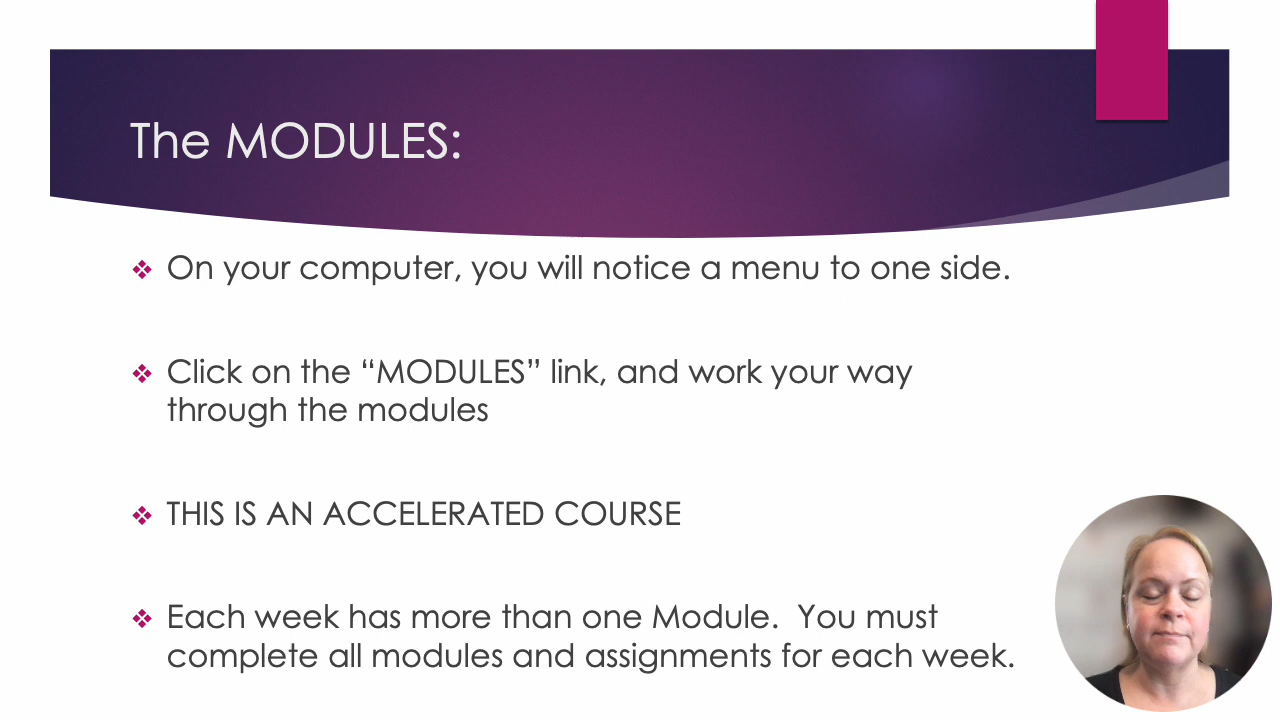 The MODULES:
On your computer, you will notice a menu to one side.
Click on the “MODULES” link, and work your way
through the modules
THIS IS AN ACCELERATED COURSE
Each week has more than one Module.  You must
complete all modules and assignments for each week.